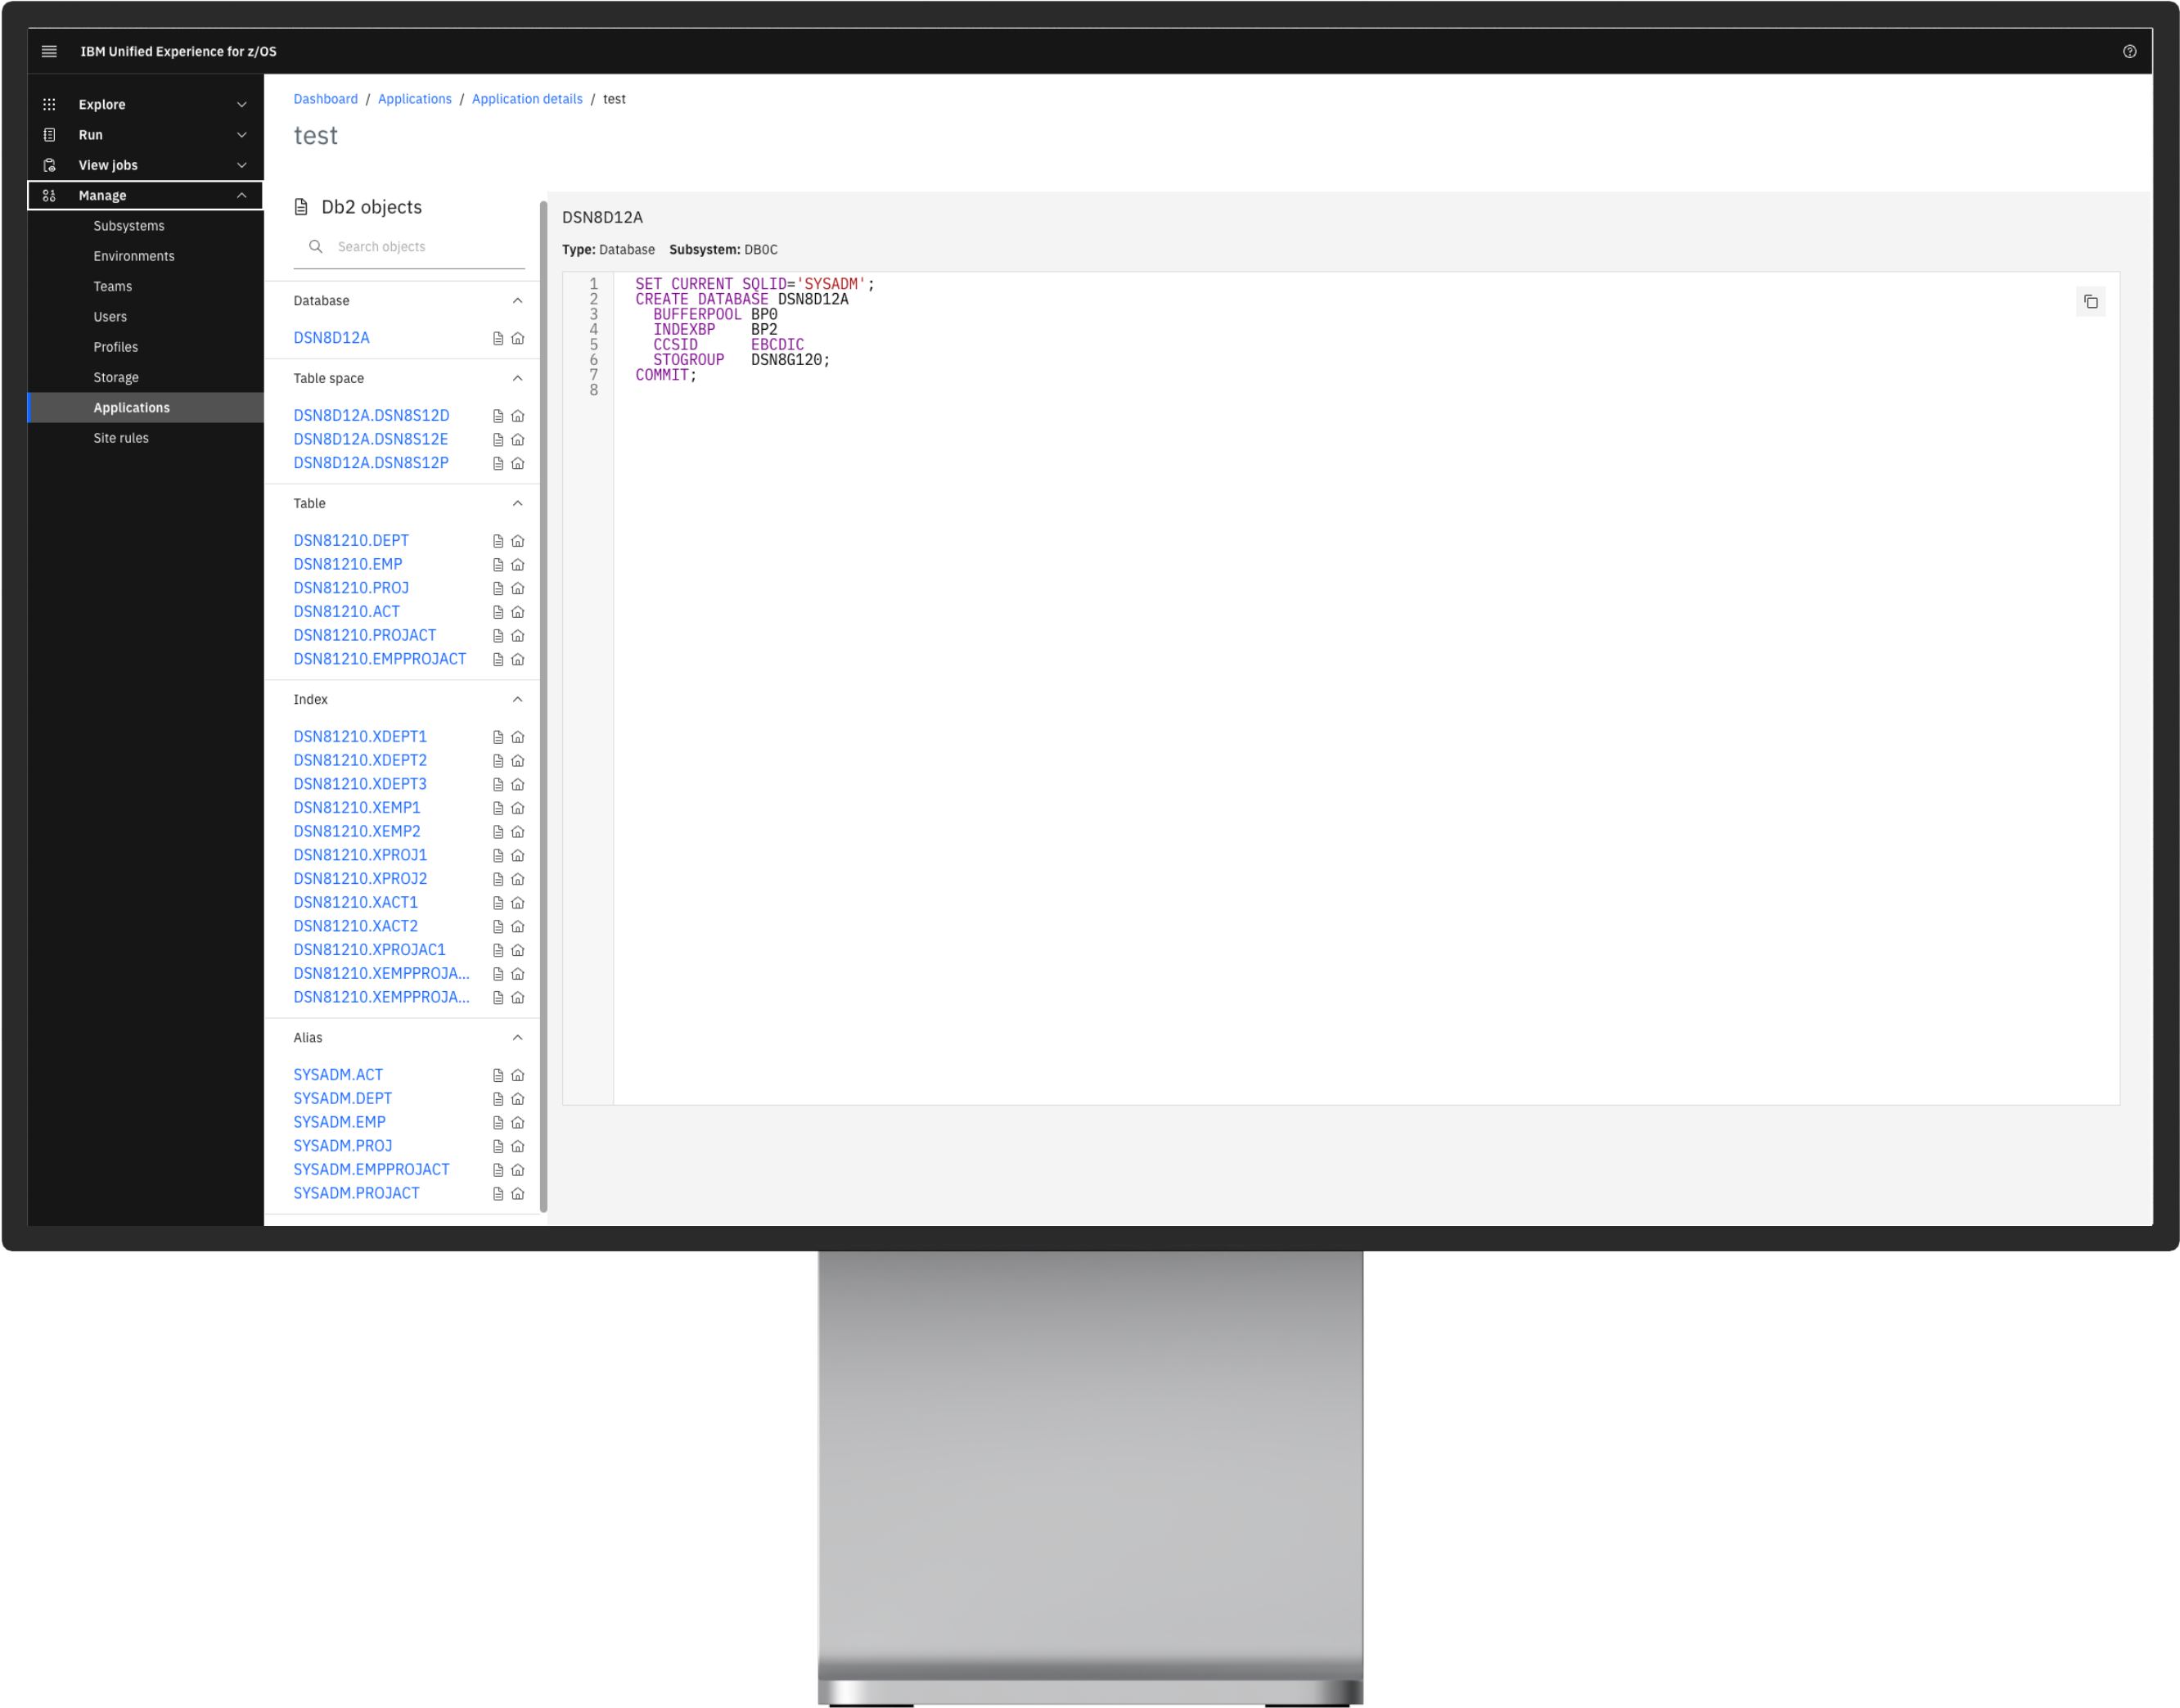 IBM Unified Experience for z/OS
Explore
Run
View jobs
Manage
Subsystems
Environments
Teams
Users
Profiles
Storage
Applications
Site rules
Dashboard / Applications / Application details / test
test
Db2 objects
Search objects
Database
DSN8D12A
Table space
DSN8D12A.DSN8S12D
DSN8D12A.DSN8S12E
DSN8D12A.DSN8S12P
Table
DSN81210.DEPT
DSN81210.EMP
DSN81210.PROJ
DSN81210.ACT
DSN81210.PROJACT
DSN81210.EMPPROJACT
Index
DSN81210.XDEPT1
DSN81210.XDEPT2
DSN81210.XDEPT3
DSN81210.XEMP1
DSN81210.XEMP2
DSN81210.XPROJ1
DSN81210.XPROJ2
DSN81210.XACT1
DSN81210.XACT2
DSN81210.XPROJAC1
DSN81210.XEMPPROJA...
DSN81210.XEMPPROJA...
Alias
SYSADM.ACT
SYSADM.DEPT
SYSADM.EMP
SYSADM.PROJ
SYSADM.EMPPROJACT
SYSADM.PROJACT
DSN8D12A
Type: Database Subsystem: DB0C
1 SET CURRENT SQLID='SYSADM';
2 CREATE DATABASE DSN8D12A
3 BUFFERPOOL BP0
4 INDEXBP BP2
5 CCSID EBCDIC
6 STOGROUP DSN8G120;
7 COMMIT;
8